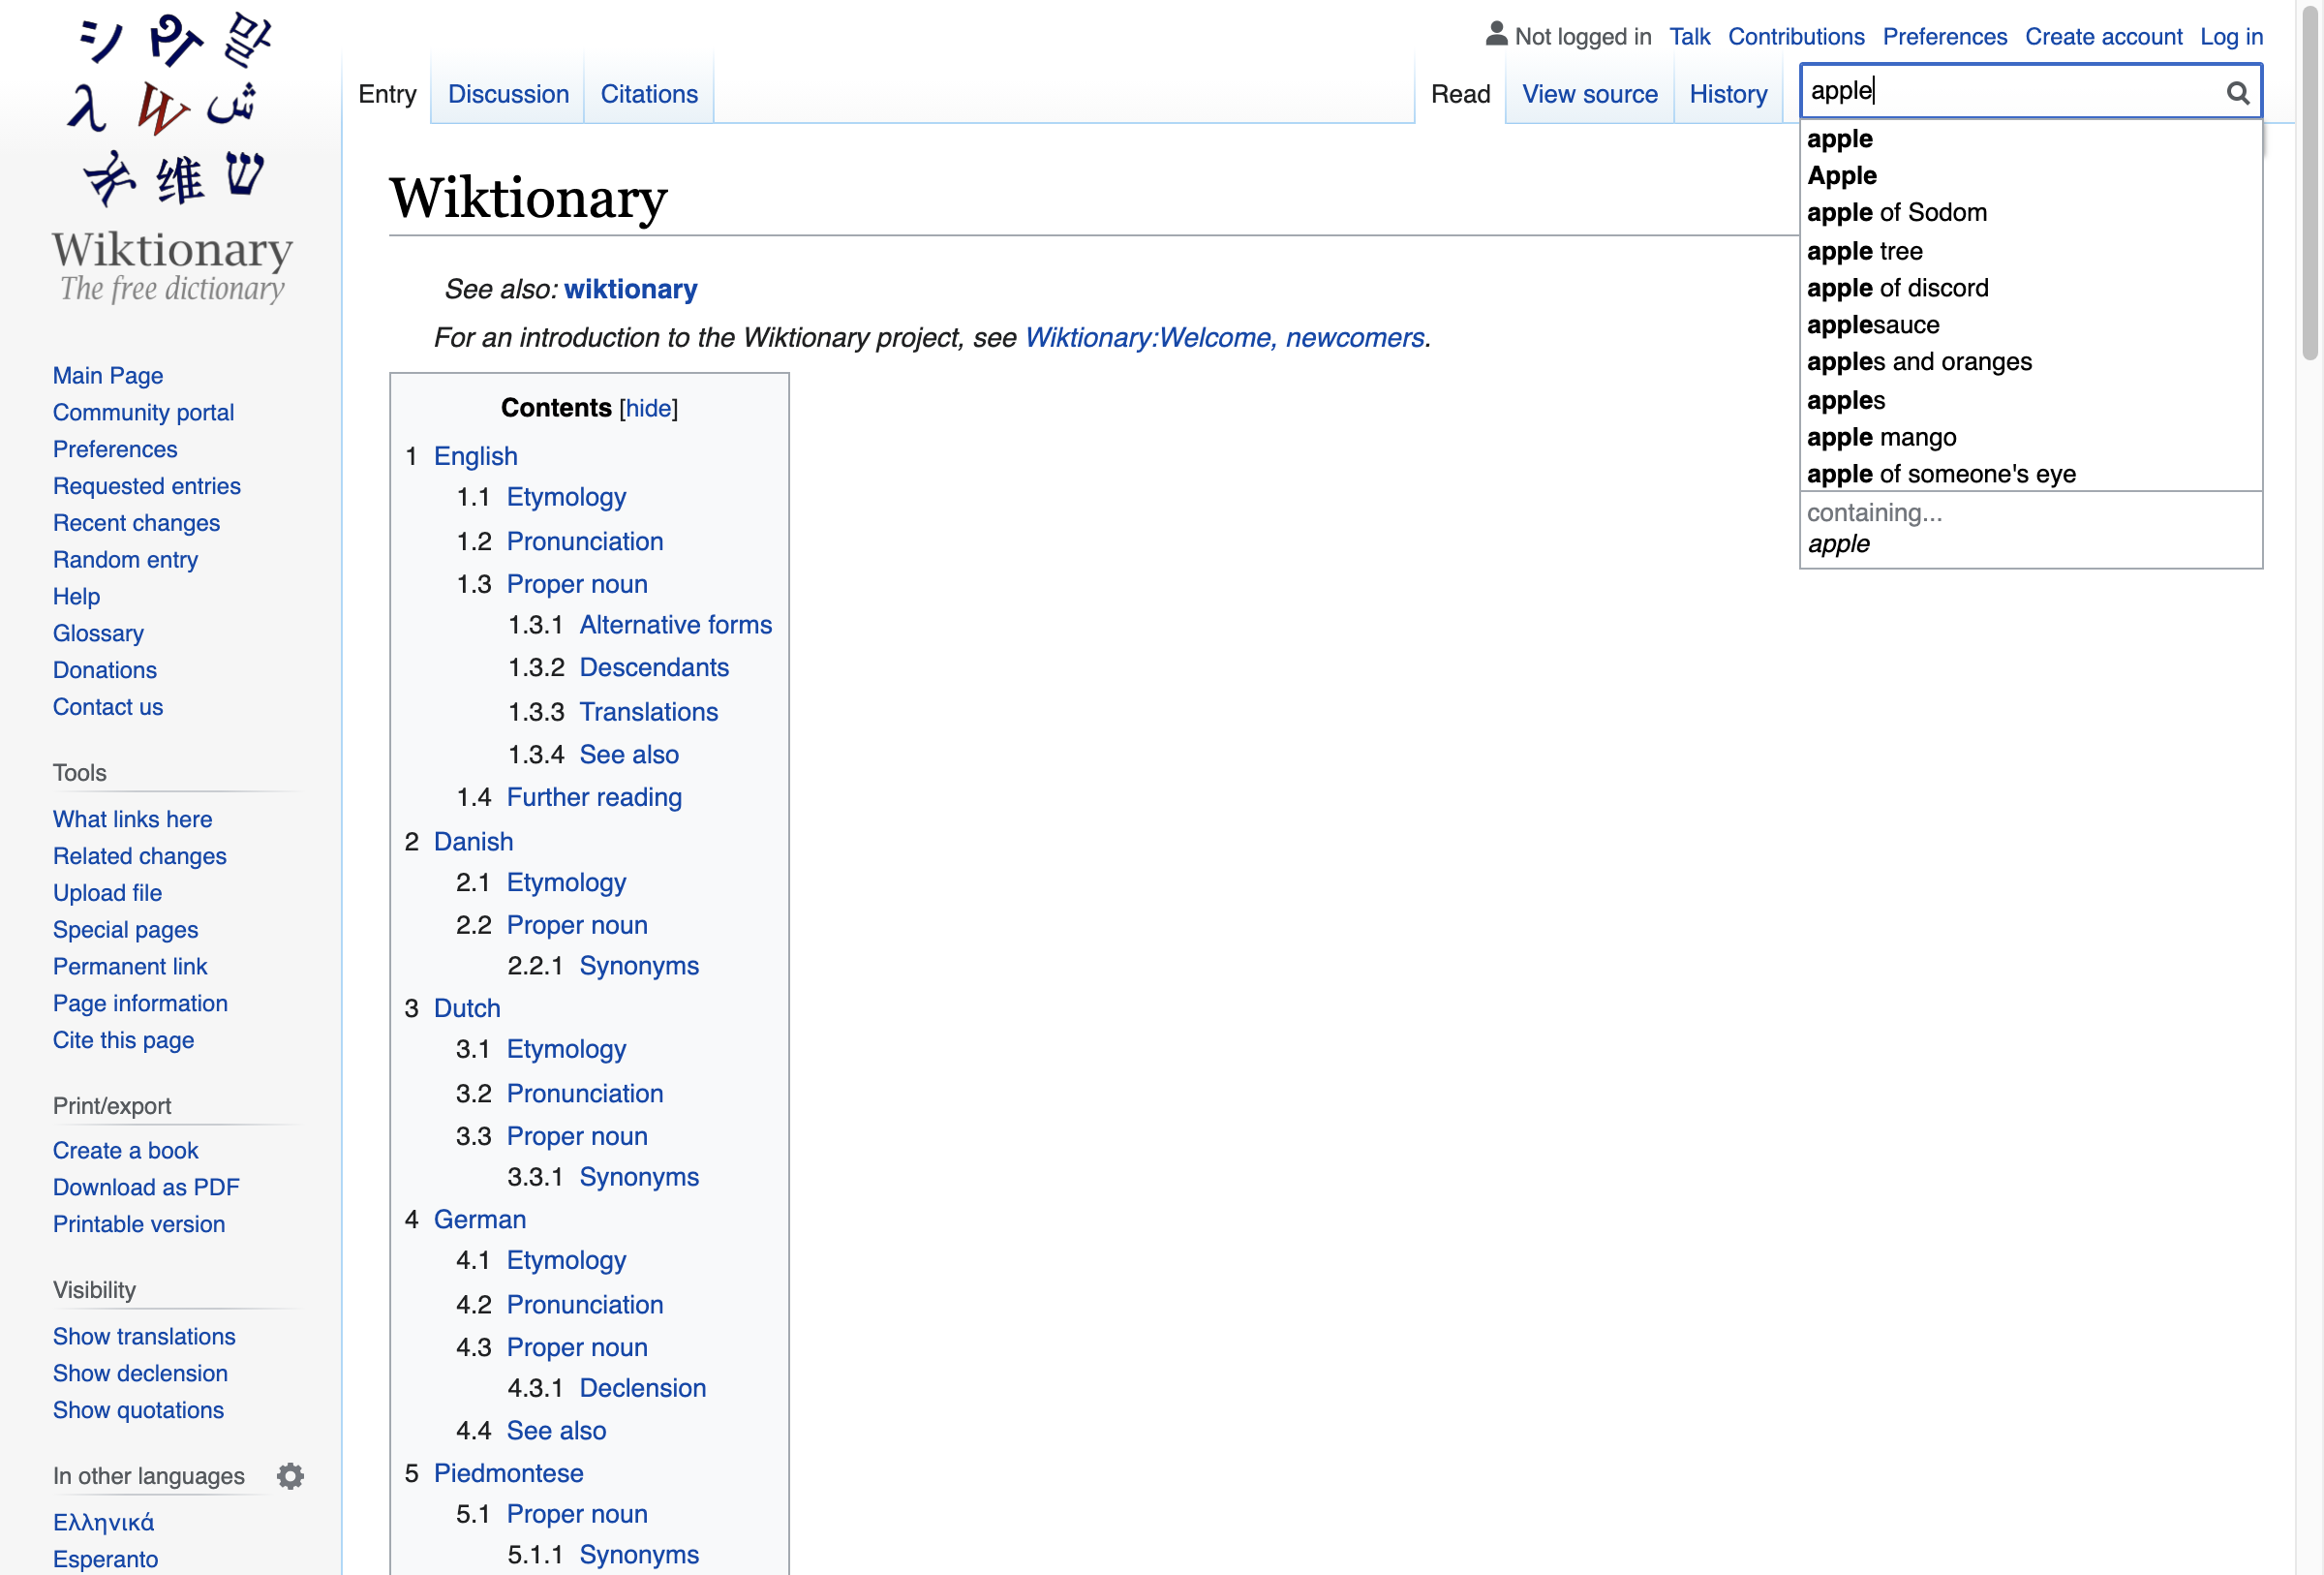 シ वि 말
λ W ش
维 ש
Wiktionary
The free dictionary
Main Page
Community portal
Preferences
Requested entries
Recent changes
Random entry
Help
Glossary
Donations
Contact us
Tools
What links here
Related changes
Upload file
Special pages
Permanent link
Page information
Cite this page
Print/export
Create a book
Download as PDF
Printable version
Visibility
Show translations
Show declension
Show quotations
In other languages
Ελληνικά
Esperanto
Not logged in Talk Contributions Preferences Create account Log in
Entry Discussion Citations Read View source History apple
apple
Apple
apple of Sodom
apple tree
apple of discord
applesauce
apples and oranges
apples
apple mango
apple of someone's eye
containing...
apple
Wiktionary
See also: wiktionary
For an introduction to the Wiktionary project, see Wiktionary:Welcome, newcomers.
Contents [hide]
1 English
1.1 Etymology
1.2 Pronunciation
1.3 Proper noun
1.3.1 Alternative forms
1.3.2 Descendants
1.3.3 Translations
1.3.4 See also
1.4 Further reading
2 Danish
2.1 Etymology
2.2 Proper noun
2.2.1 Synonyms
3 Dutch
3.1 Etymology
3.2 Pronunciation
3.3 Proper noun
3.3.1 Synonyms
4 German
4.1 Etymology
4.2 Pronunciation
4.3 Proper noun
4.3.1 Declension
4.4 See also
5 Piedmontese
5.1 Proper noun
5.1.1 Synonyms